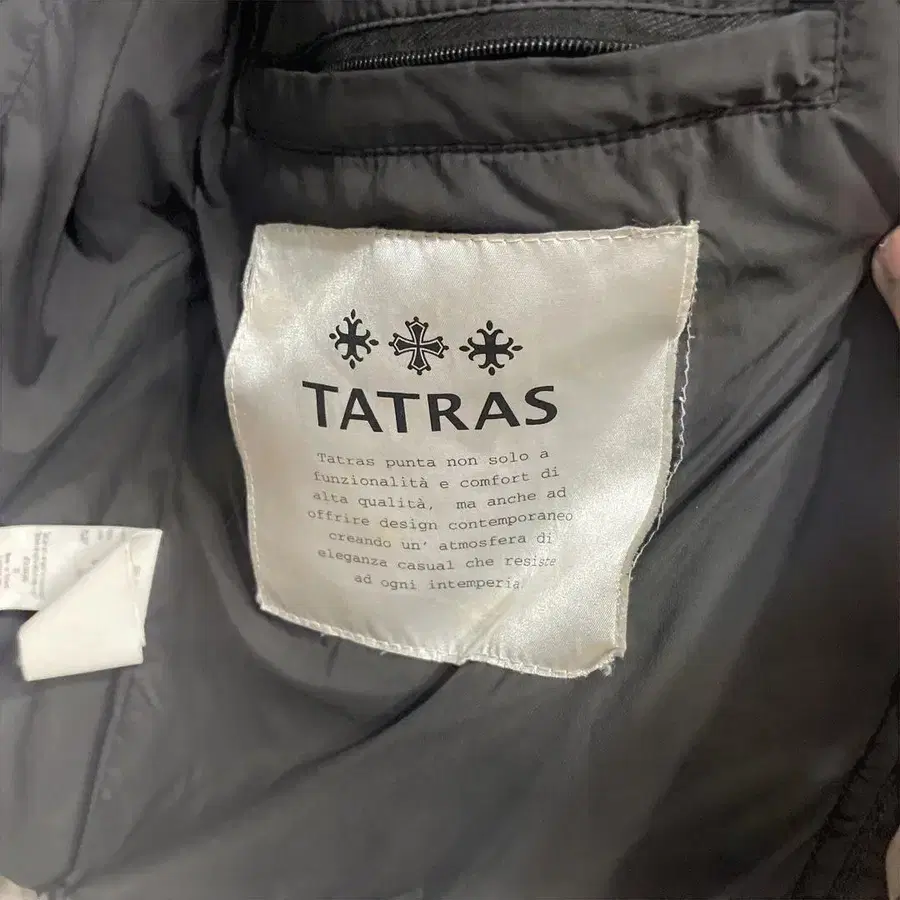 TATRAS
Tatras punta non solo a
funzionalità e comfort di
alta qualità, ma anche ad
offrire design contemporaneo
creando un' atmosfera di
eleganza casual che resiste
ad ogni intemperia